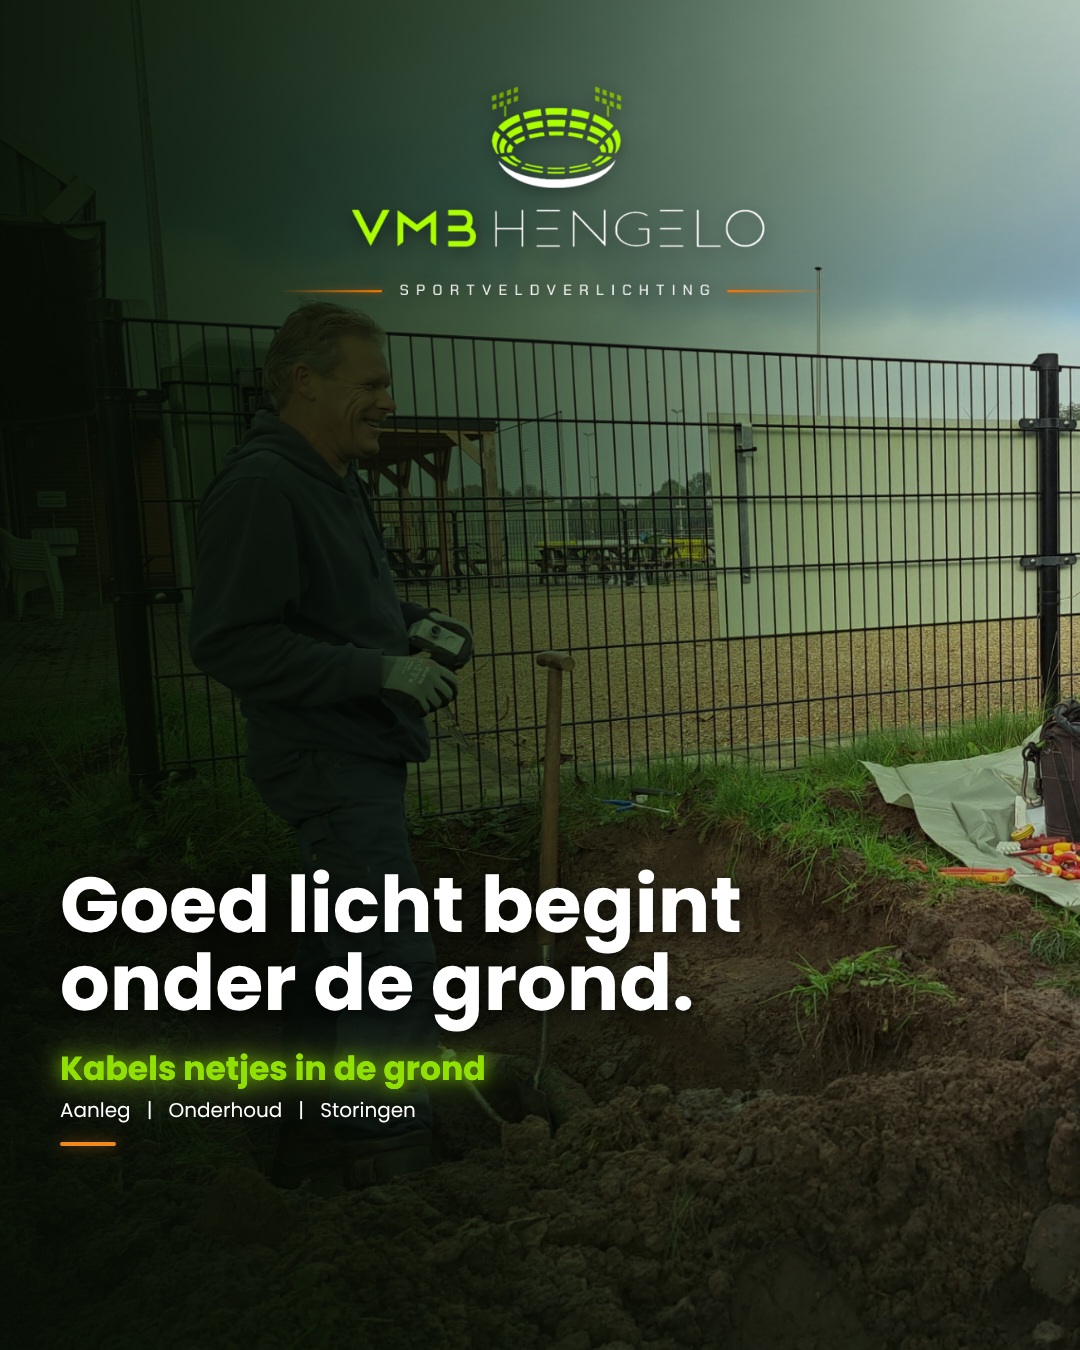 VMB HENGELO
SPORTVELDVERLICHTING
Goed licht begint
onder de grond.
Kabels netjes in de grond
Aanleg | Onderhoud | Storingen